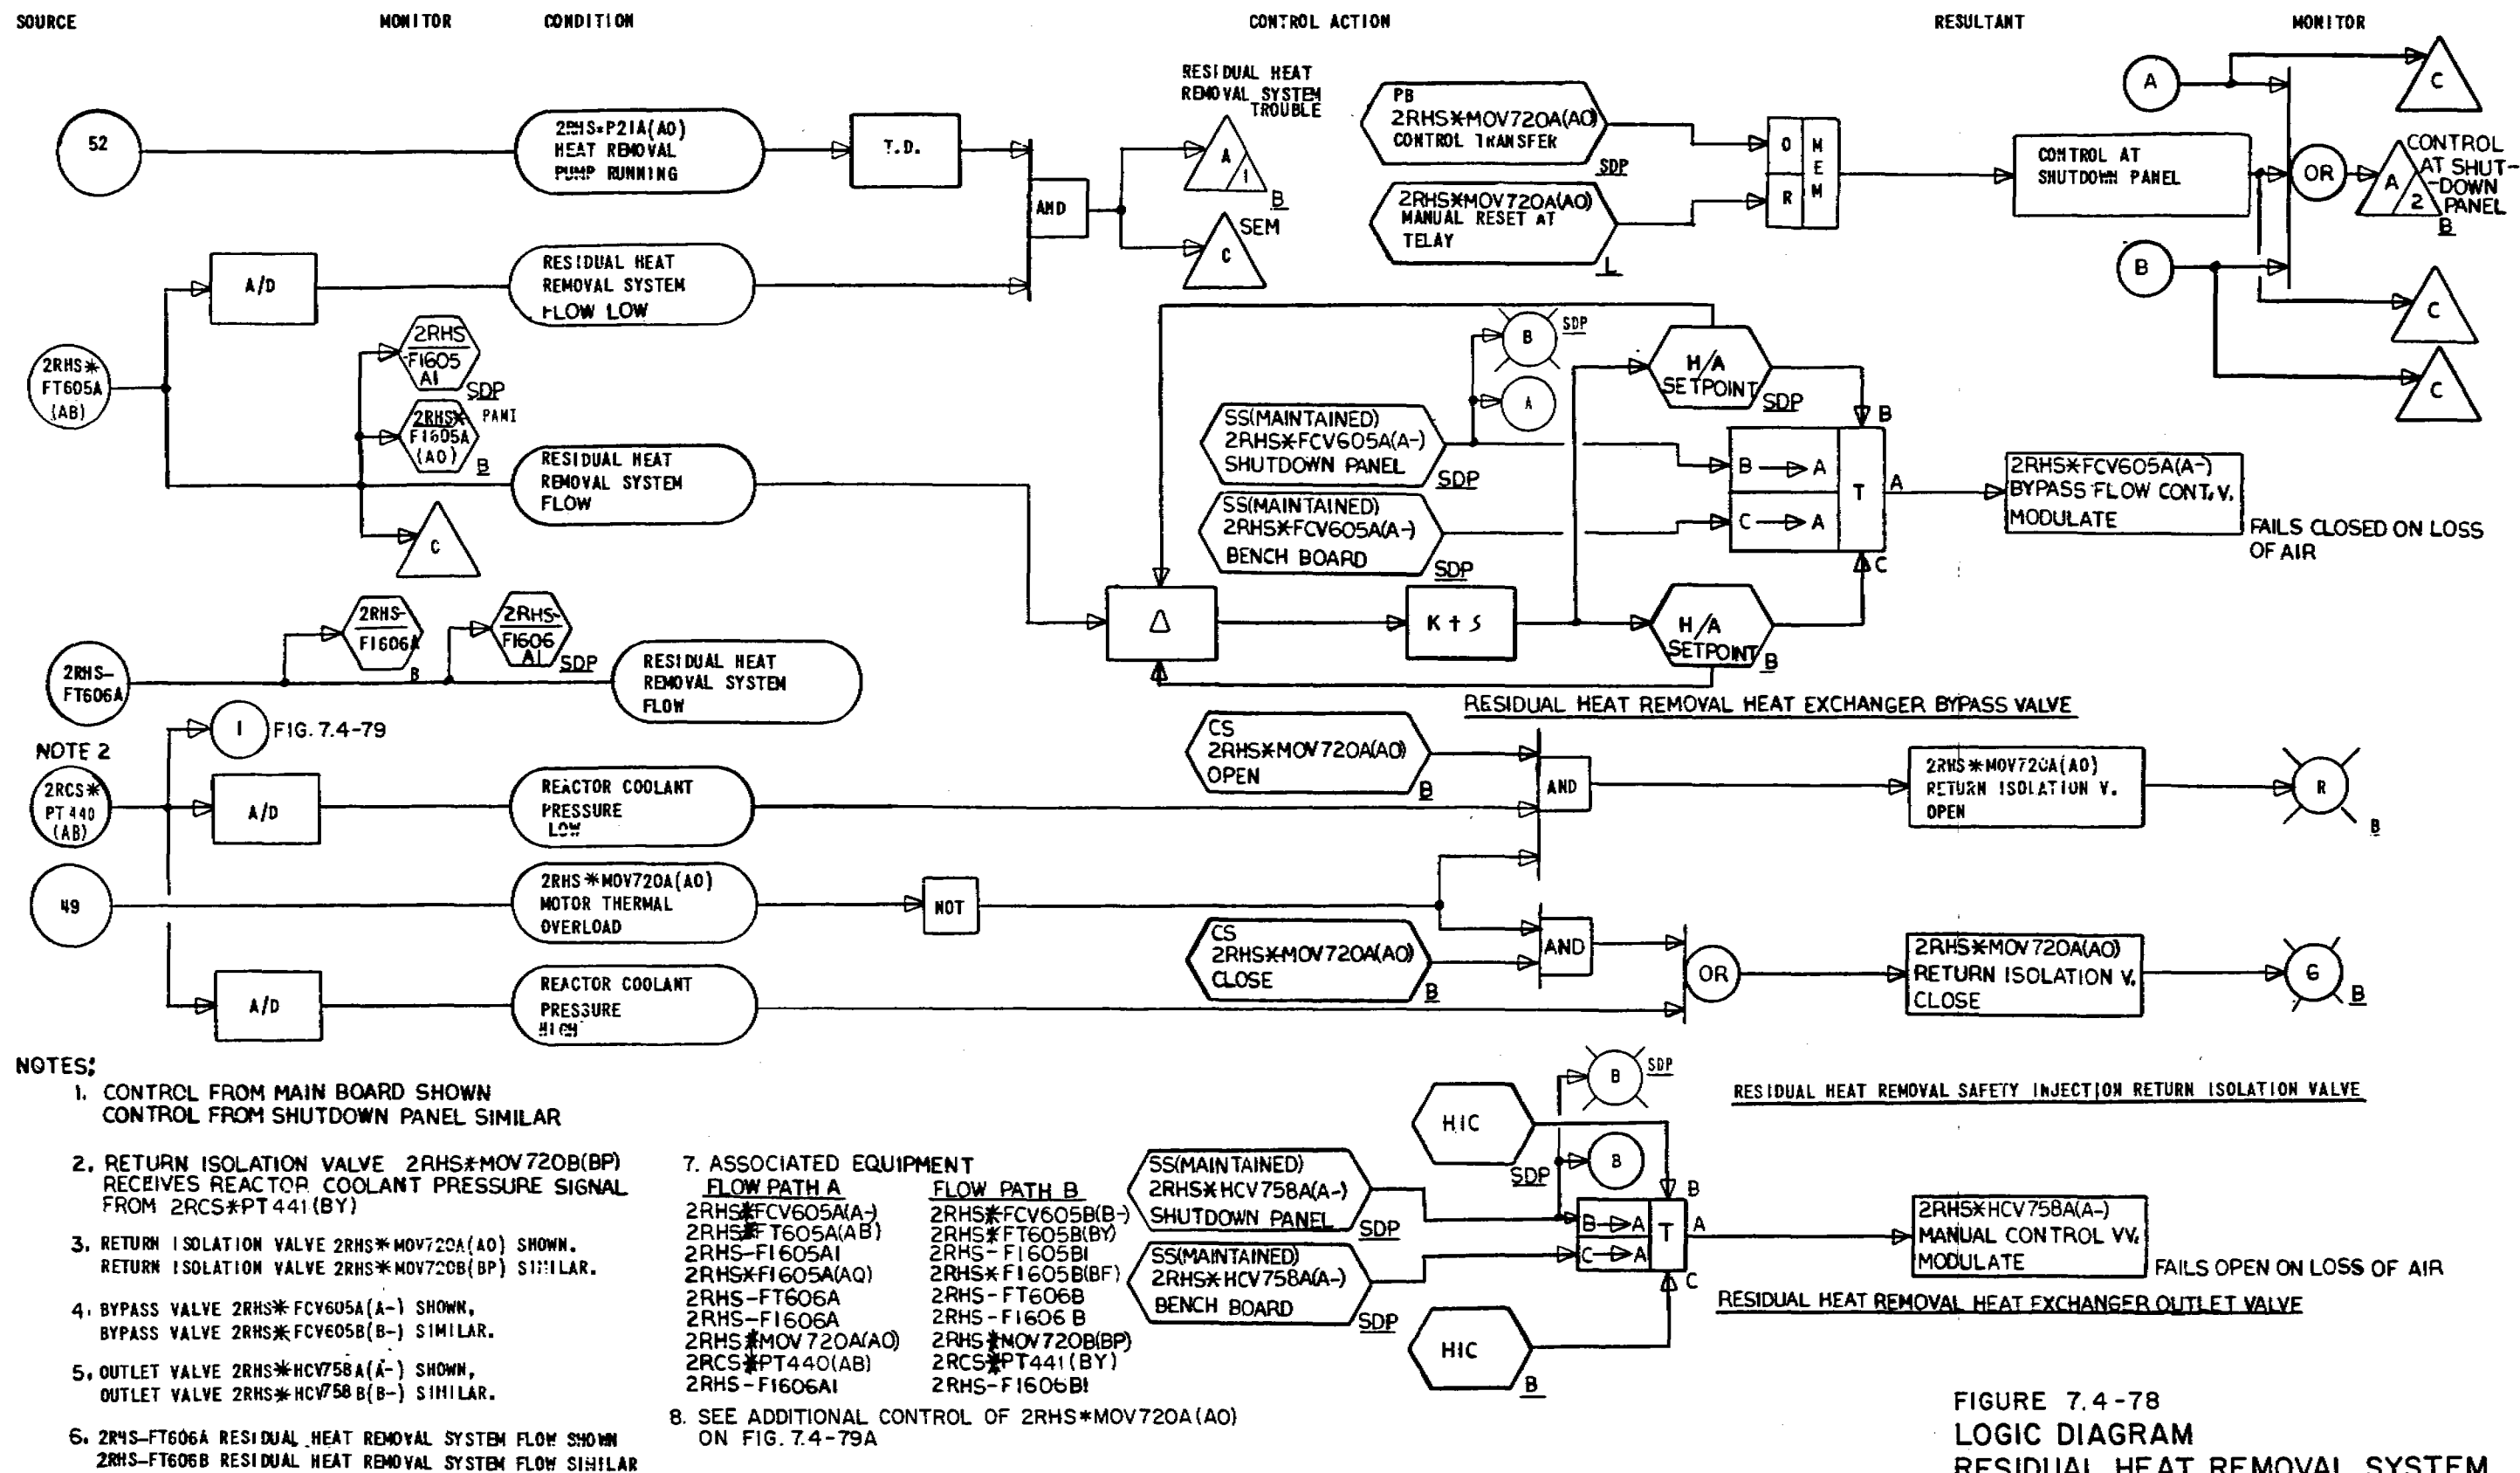 SOURCE
MONITOR
CONDITION
CONTROL ACTION
RESULTANT
MONITOR
52
2RHS*P21A(AO)
HEAT REMOVAL
PUMP RUNNING
T.D.
AND
RESIDUAL HEAT
REMOVAL SYSTEM
TROUBLE
A
1
B
SEM
C
PB
2RHS*MOV720A(AO)
CONTROL TRANSFER
SDP
2RHS*MOV720A(AO)
MANUAL RESET AT
TELAY
L
O
R
MEM
CONTROL AT
SHUTDOWN PANEL
A
C
OR
A
2
CONTROL
AT SHUT-
-DOWN
PANEL
B
B
C
C
2RHS*
FT605A
(AB)
A/D
RESIDUAL HEAT
REMOVAL SYSTEM
FLOW LOW
2RHS
FI605
A1
SDP
2RHS*
FI605A
(AO)
PAMI
B
C
RESIDUAL HEAT
REMOVAL SYSTEM
FLOW
B
SDP
A
SS(MAINTAINED)
2RHS*FCV605A(A-)
SHUTDOWN PANEL
SDP
SS(MAINTAINED)
2RHS*FCV605A(A-)
BENCH BOARD
SDP
H/A
SETPOINT
SDP
B
B → A
C → A
T
A
C
2RHS*FCV605A(A-)
BYPASS FLOW CONT. V.
MODULATE
FAILS CLOSED ON LOSS
OF AIR
Δ
K + S
H/A
SETPOINT
B
RESIDUAL HEAT REMOVAL HEAT EXCHANGER BYPASS VALVE
2RHS-
FT606A
2RHS-
FI606A
B
2RHS-
FI606
A1
SDP
RESIDUAL HEAT
REMOVAL SYSTEM
FLOW
1
FIG. 7.4-79
NOTE 2
2RCS*
PT 440
(AB)
A/D
REACTOR COOLANT
PRESSURE
LOW
CS
2RHS*MOV720A(AO)
OPEN
B
AND
2RHS*MOV720A(AO)
RETURN ISOLATION V.
OPEN
R
B
49
2RHS*MOV720A(AO)
MOTOR THERMAL
OVERLOAD
NOT
CS
2RHS*MOV720A(AO)
CLOSE
B
AND
OR
2RHS*MOV720A(AO)
RETURN ISOLATION V.
CLOSE
G
B
A/D
REACTOR COOLANT
PRESSURE
HIGH
RESIDUAL HEAT REMOVAL SAFETY INJECTION RETURN ISOLATION VALVE
HIC
SDP
B
SDP
B
SS(MAINTAINED)
2RHS*HCV758A(A-)
SHUTDOWN PANEL
SDP
SS(MAINTAINED)
2RHS*HCV758A(A-)
BENCH BOARD
SDP
HIC
B
B
B→A
C→A
T
A
C
2RHS*HCV758A(A-)
MANUAL CONTROL VV.
MODULATE
FAILS OPEN ON LOSS OF AIR
RESIDUAL HEAT REMOVAL HEAT EXCHANGER OUTLET VALVE
NOTES:
1. CONTROL FROM MAIN BOARD SHOWN
CONTROL FROM SHUTDOWN PANEL SIMILAR
2. RETURN ISOLATION VALVE 2RHS*MOV720B(BP)
RECEIVES REACTOR COOLANT PRESSURE SIGNAL
FROM 2RCS*PT 441(BY)
3. RETURN ISOLATION VALVE 2RHS*MOV720A(AO) SHOWN.
RETURN ISOLATION VALVE 2RHS*MOV720B(BP) SIMILAR.
4. BYPASS VALVE 2RHS*FCV605A(A-) SHOWN,
BYPASS VALVE 2RHS*FCV605B(B-) SIMILAR.
5. OUTLET VALVE 2RHS*HCV758A(A-) SHOWN,
OUTLET VALVE 2RHS*HCV758B(B-) SIMILAR.
6. 2RHS-FT606A RESIDUAL HEAT REMOVAL SYSTEM FLOW SHOWN
2RHS-FT606B RESIDUAL HEAT REMOVAL SYSTEM FLOW SIMILAR
7. ASSOCIATED EQUIPMENT
FLOW PATH A FLOW PATH B
2RHS*FCV605A(A-) 2RHS*FCV605B(B-)
2RHS*FT605A(AB) 2RHS*FT605B(BY)
2RHS-FI605A1 2RHS-FI605B1
2RHS*FI605A(AO) 2RHS*FI605B(BF)
2RHS-FT606A 2RHS-FT606B
2RHS-FI606A 2RHS-FI606B
2RHS*MOV720A(AO) 2RHS*MOV720B(BP)
2RCS*PT440(AB) 2RCS*PT441(BY)
2RHS-FI606A1 2RHS-FI606B1
8. SEE ADDITIONAL CONTROL OF 2RHS*MOV720A(AO)
ON FIG. 7.4-79A
FIGURE 7.4-78
LOGIC DIAGRAM
RESIDUAL HEAT REMOVAL SYSTEM